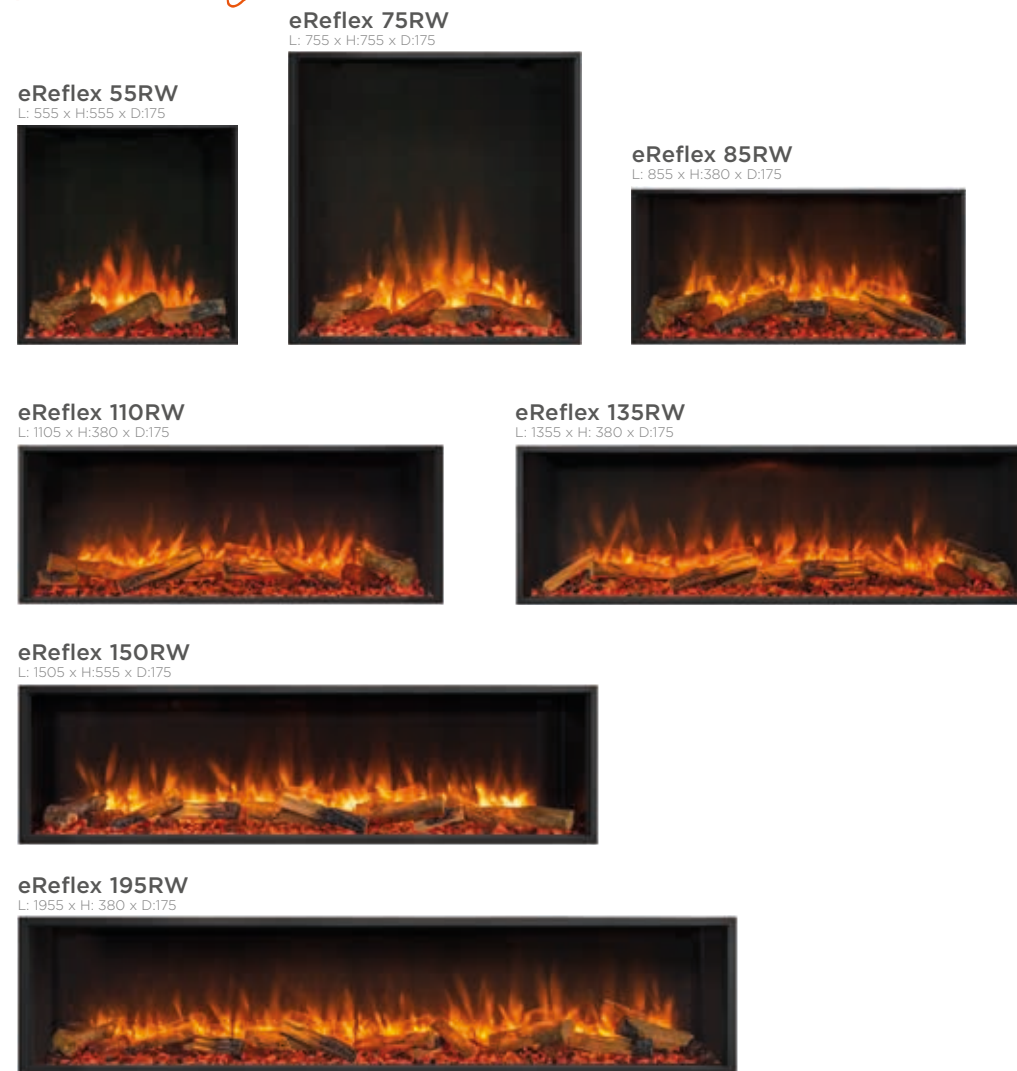 eReflex 75RW
L: 755 x H:755 x D:175
eReflex 55RW
L: 555 x H:555 x D:175
eReflex 85RW
L: 855 x H:380 x D:175
eReflex 110RW
L: 1105 x H:380 x D:175
eReflex 135RW
L: 1355 x H: 380 x D:175
eReflex 150RW
L: 1505 x H:555 x D:175
eReflex 195RW
L: 1955 x H: 380 x D:175